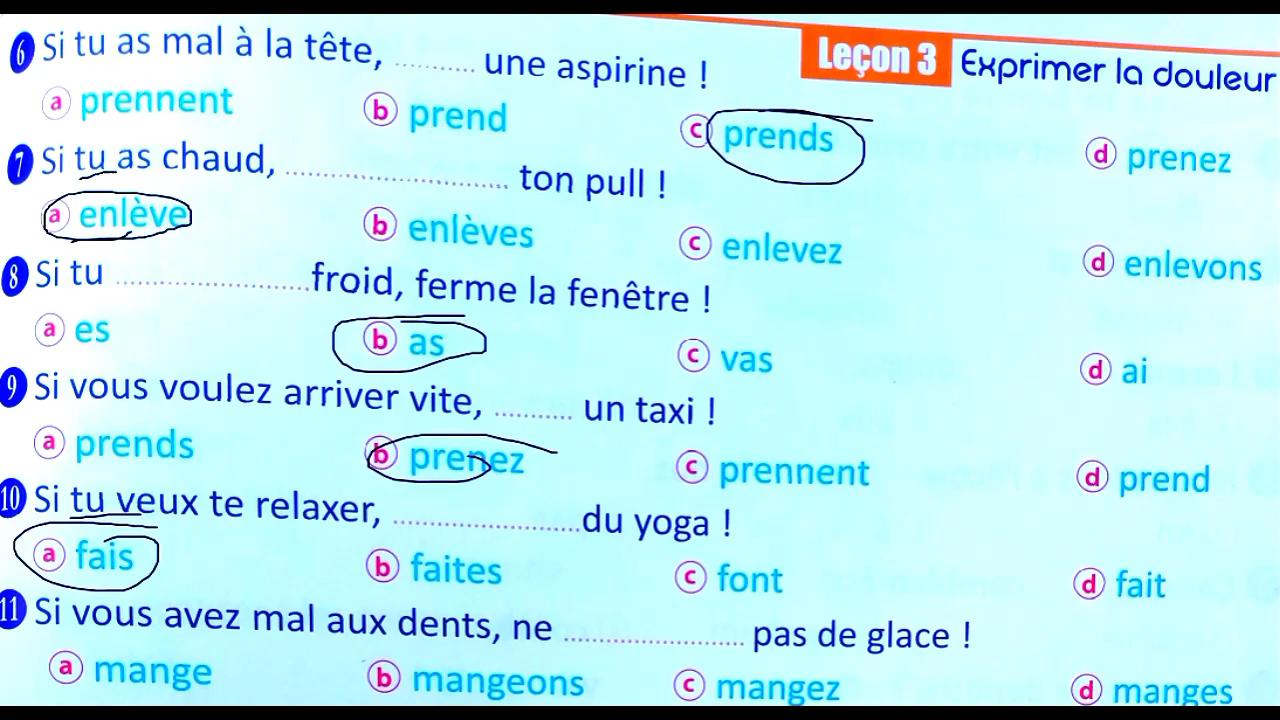 Leçon 3 Exprimer la douleur
6 Si tu as mal à la tête, .......... une aspirine !
a prennent b prend c prends d prenez
7 Si tu as chaud, .............................. ton pull !
a enlève b enlèves c enlevez d enlevons
8 Si tu ..........................froid, ferme la fenêtre !
a es b as c vas d ai
9 Si vous voulez arriver vite, .......... un taxi !
a prends b prenez c prennent d prend
10 Si tu veux te relaxer, .........................du yoga !
a fais b faites c font d fait
11 Si vous avez mal aux dents, ne ........................ pas de glace !
a mange b mangeons c mangez d manges